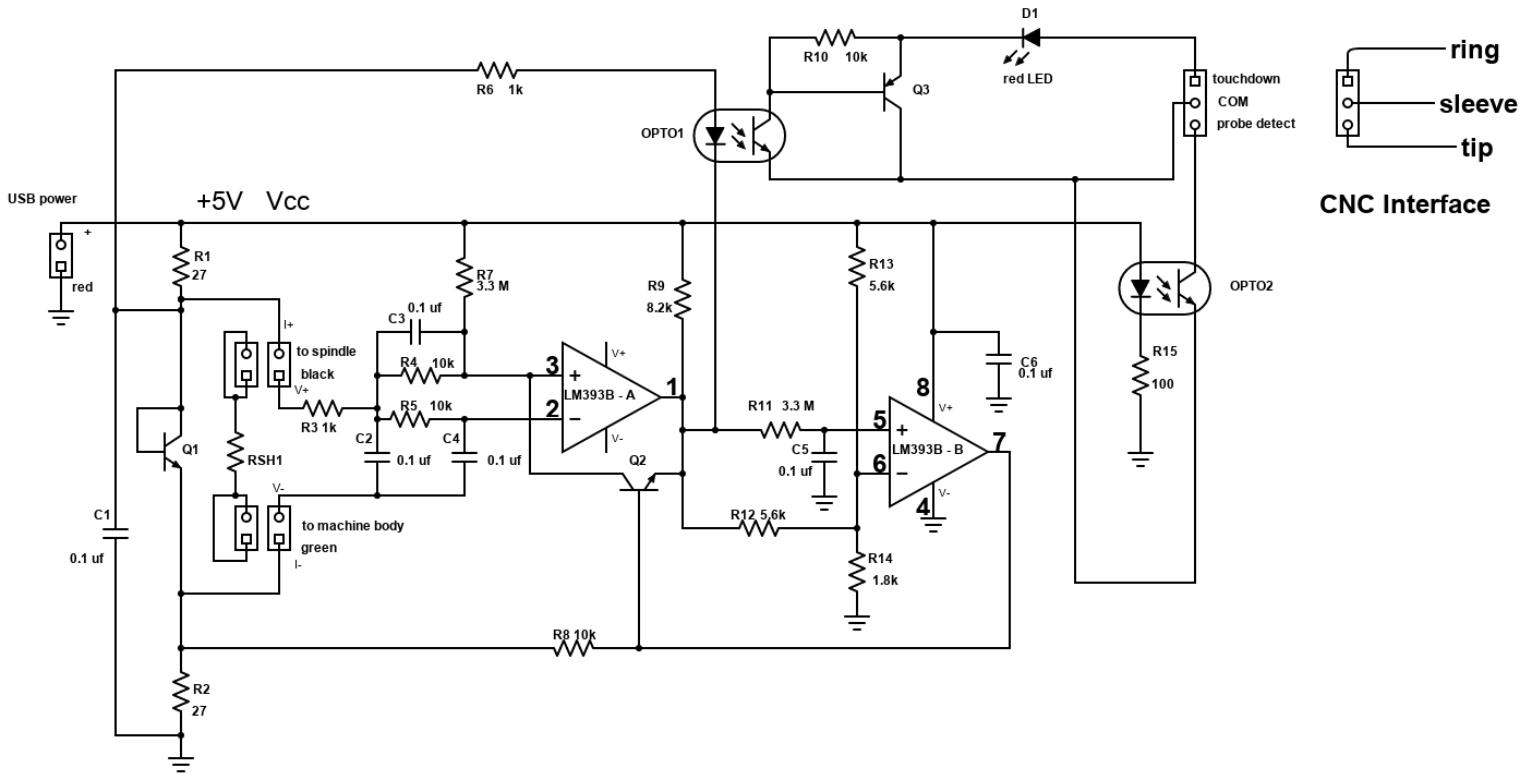 D1
R10 10k
Q3
red LED
R6 1k
OPTO1
touchdown
COM
probe detect
ring
sleeve
tip
CNC Interface
USB power
+
red
+5V Vcc
R1
27
R7
3.3 M
R9
8.2k
R13
5.6k
OPTO2
C3
0.1 uf
I+
to spindle
black
V+
R4 10k
R5 10k
R3 1k
3
+
2
−
LM393B - A
V+
V-
1
R15
100
C6
0.1 uf
8
V+
R11 3.3 M
5
+
6
−
LM393B - B
7
V-
4
C5
0.1 uf
Q1
RSH1
C2
0.1 uf
C4
0.1 uf
Q2
V-
to machine body
green
I-
R12 5.6k
R14
1.8k
C1
0.1 uf
R8 10k
R2
27